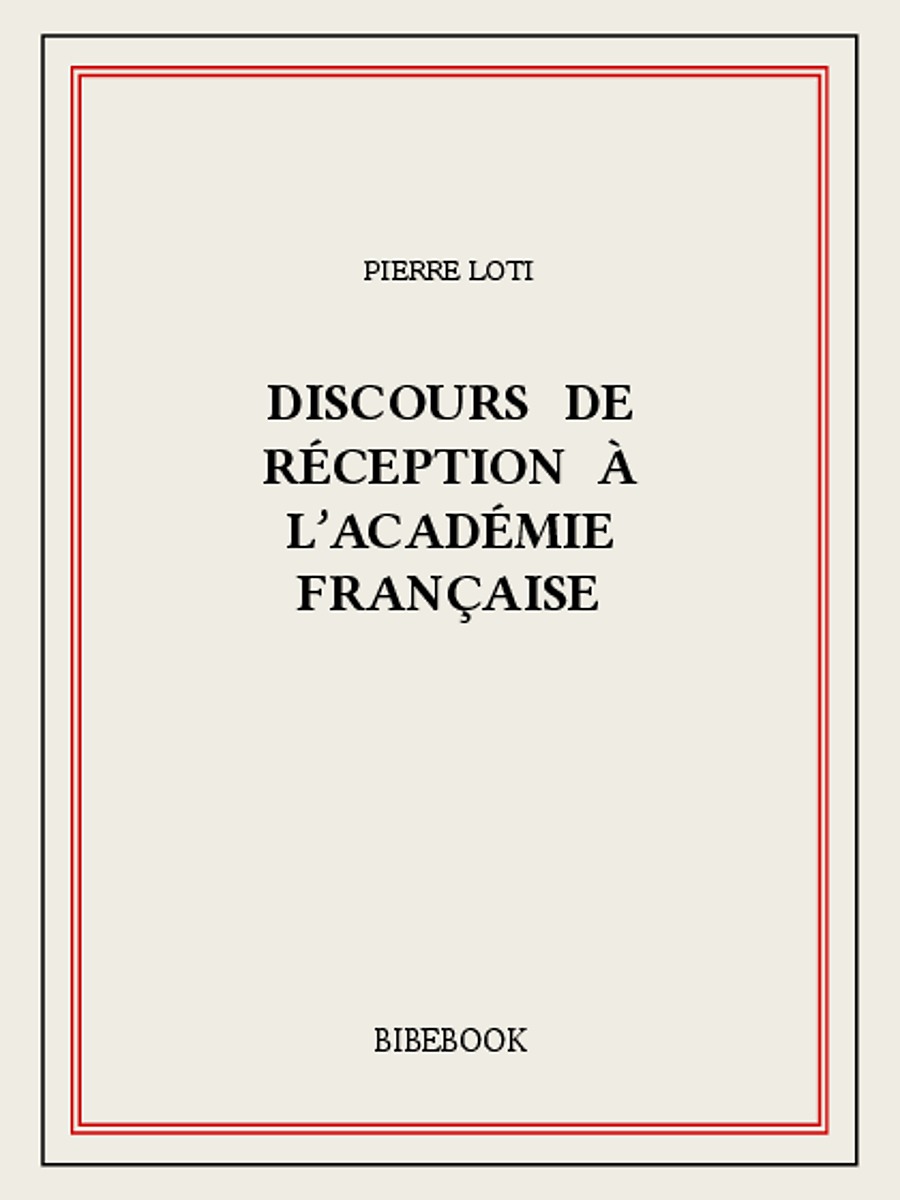 PIERRE LOTI
DISCOURS DE
RÉCEPTION À
L’ACADÉMIE
FRANÇAISE
BIBEBOOK